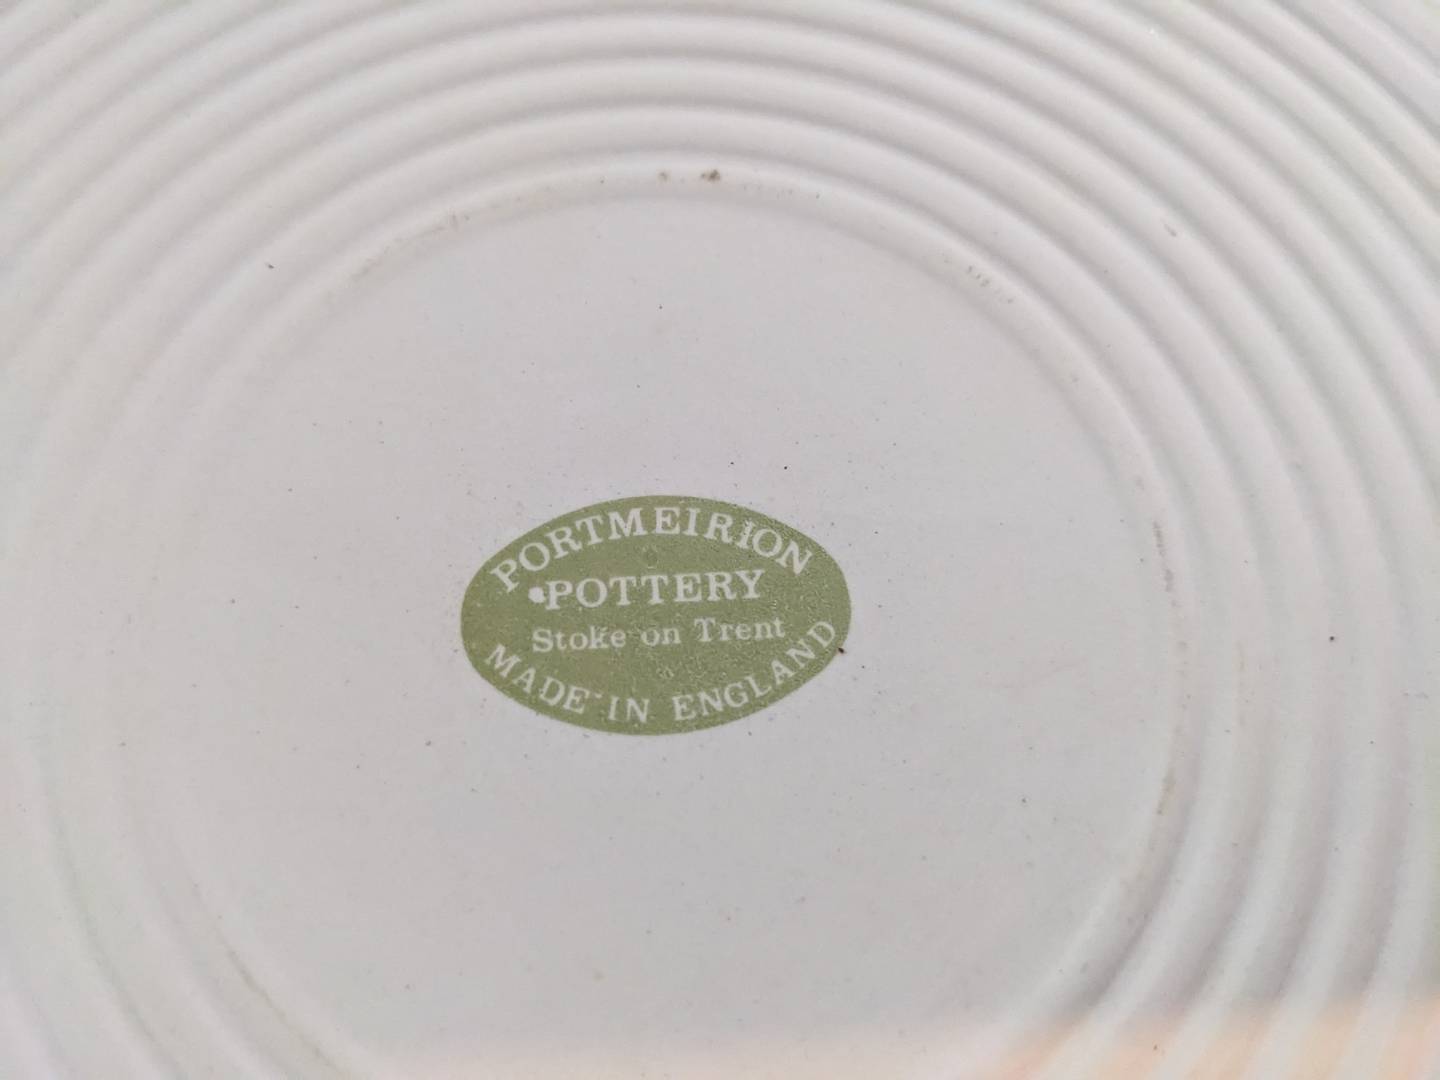 PORTMEIRION
POTTERY
Stoke on Trent
MADE IN ENGLAND